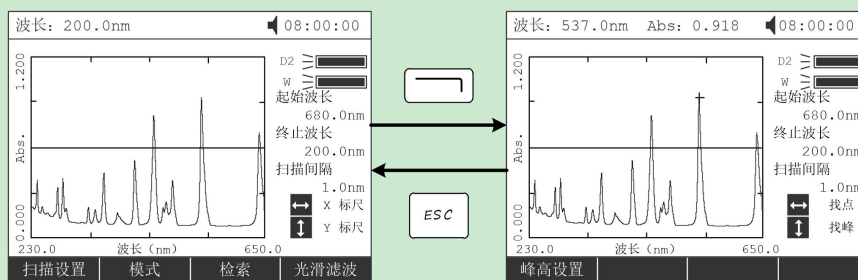 波长: 200.0nm
08:00:00
1.200
Abs.
0.000
230.0
波长 (nm)
650.0
D2
W
起始波长
680.0nm
终止波长
200.0nm
扫描间隔
1.0nm
X 标尺
Y 标尺
扫描设置
模式
检索
光滑滤波
ESC
波长: 537.0nm Abs: 0.918
08:00:00
1.200
Abs.
0.000
230.0
波长 (nm)
650.0
D2
W
起始波长
680.0nm
终止波长
200.0nm
扫描间隔
1.0nm
找点
找峰
峰高设置